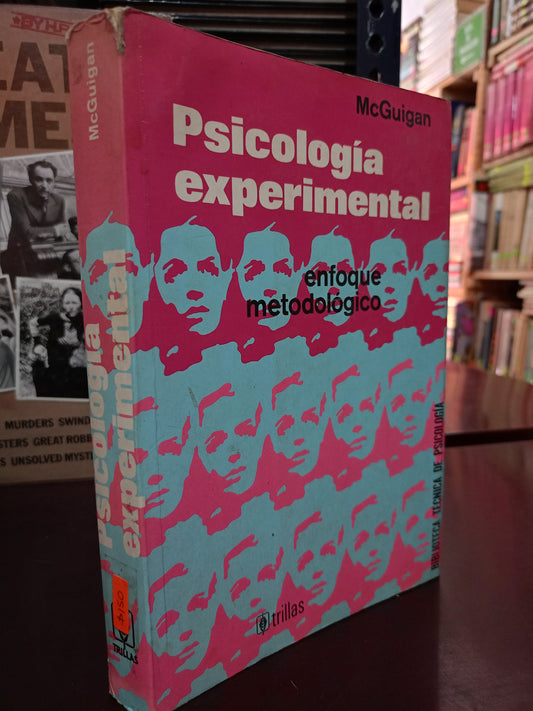 McGuigan
Psicología
experimental
enfoque
metodológico
BIBLIOTECA TÉCNICA DE PSICOLOGÍA
trillas
McGuigan
Psicología
experimental
$150
TRILLAS
MURDERS SWIND
GREAT ROBB
UNSOLVED MYST